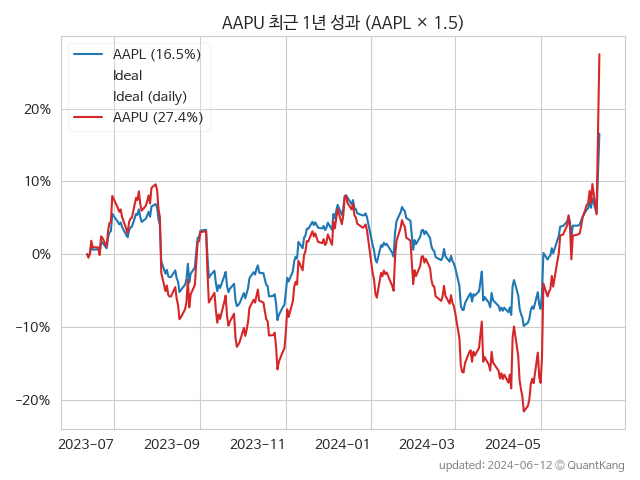 AAPU 최근 1년 성과 (AAPL × 1.5)
AAPL (16.5%)
Ideal
Ideal (daily)
AAPU (27.4%)
20%
10%
0%
−10%
−20%
2023-07 2023-09 2023-11 2024-01 2024-03 2024-05
updated: 2024-06-12 © QuantKang